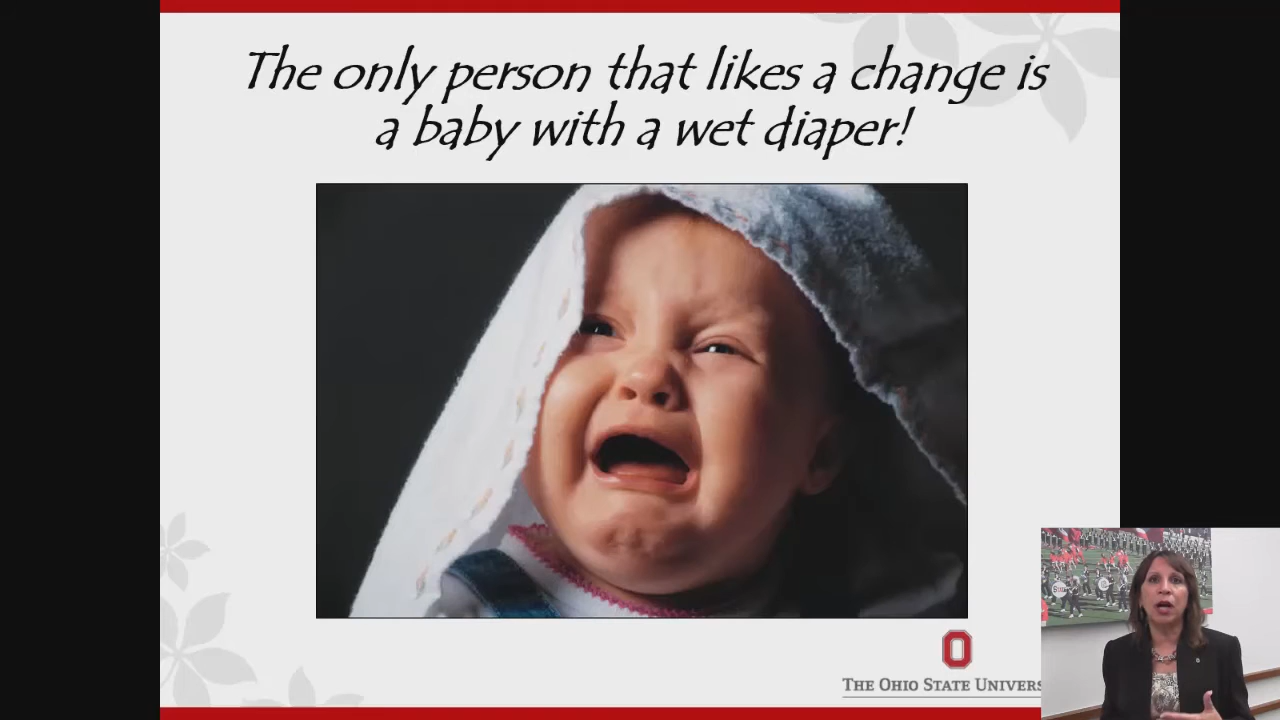 The only person that likes a change is
a baby with a wet diaper!
O
THE OHIO STATE UNIVERS